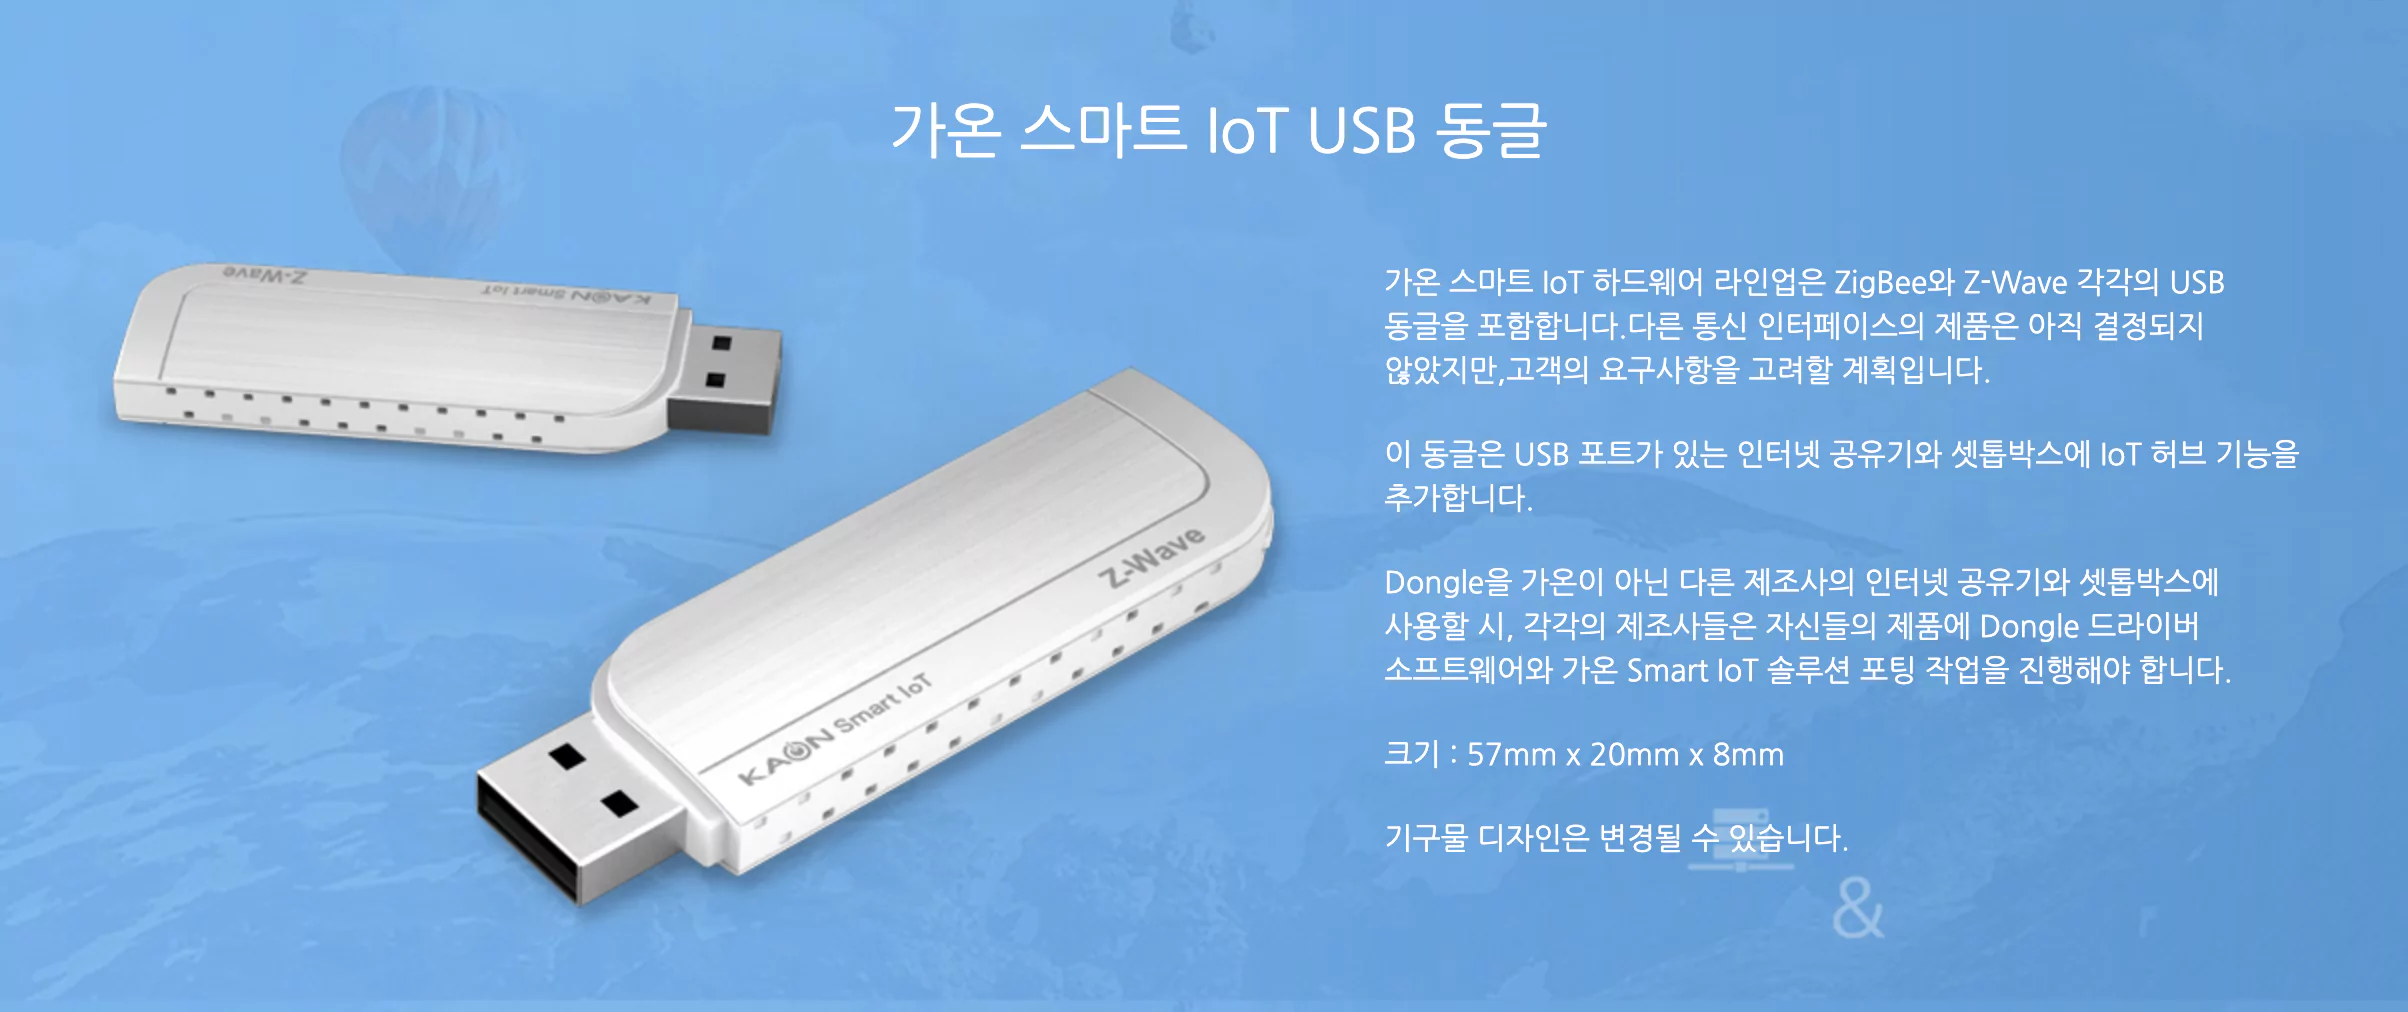 가온 스마트 IoT USB 동글
Z-Wave
KAON Smart IoT
가온 스마트 IoT 하드웨어 라인업은 ZigBee와 Z-Wave 각각의 USB
동글을 포함합니다.다른 통신 인터페이스의 제품은 아직 결정되지
않았지만,고객의 요구사항을 고려할 계획입니다.
이 동글은 USB 포트가 있는 인터넷 공유기와 셋톱박스에 IoT 허브 기능을
추가합니다.
Dongle을 가온이 아닌 다른 제조사의 인터넷 공유기와 셋톱박스에
사용할 시, 각각의 제조사들은 자신들의 제품에 Dongle 드라이버
소프트웨어와 가온 Smart IoT 솔루션 포팅 작업을 진행해야 합니다.
크기 : 57mm x 20mm x 8mm
기구물 디자인은 변경될 수 있습니다.
Z-Wave
KAON Smart IoT
&